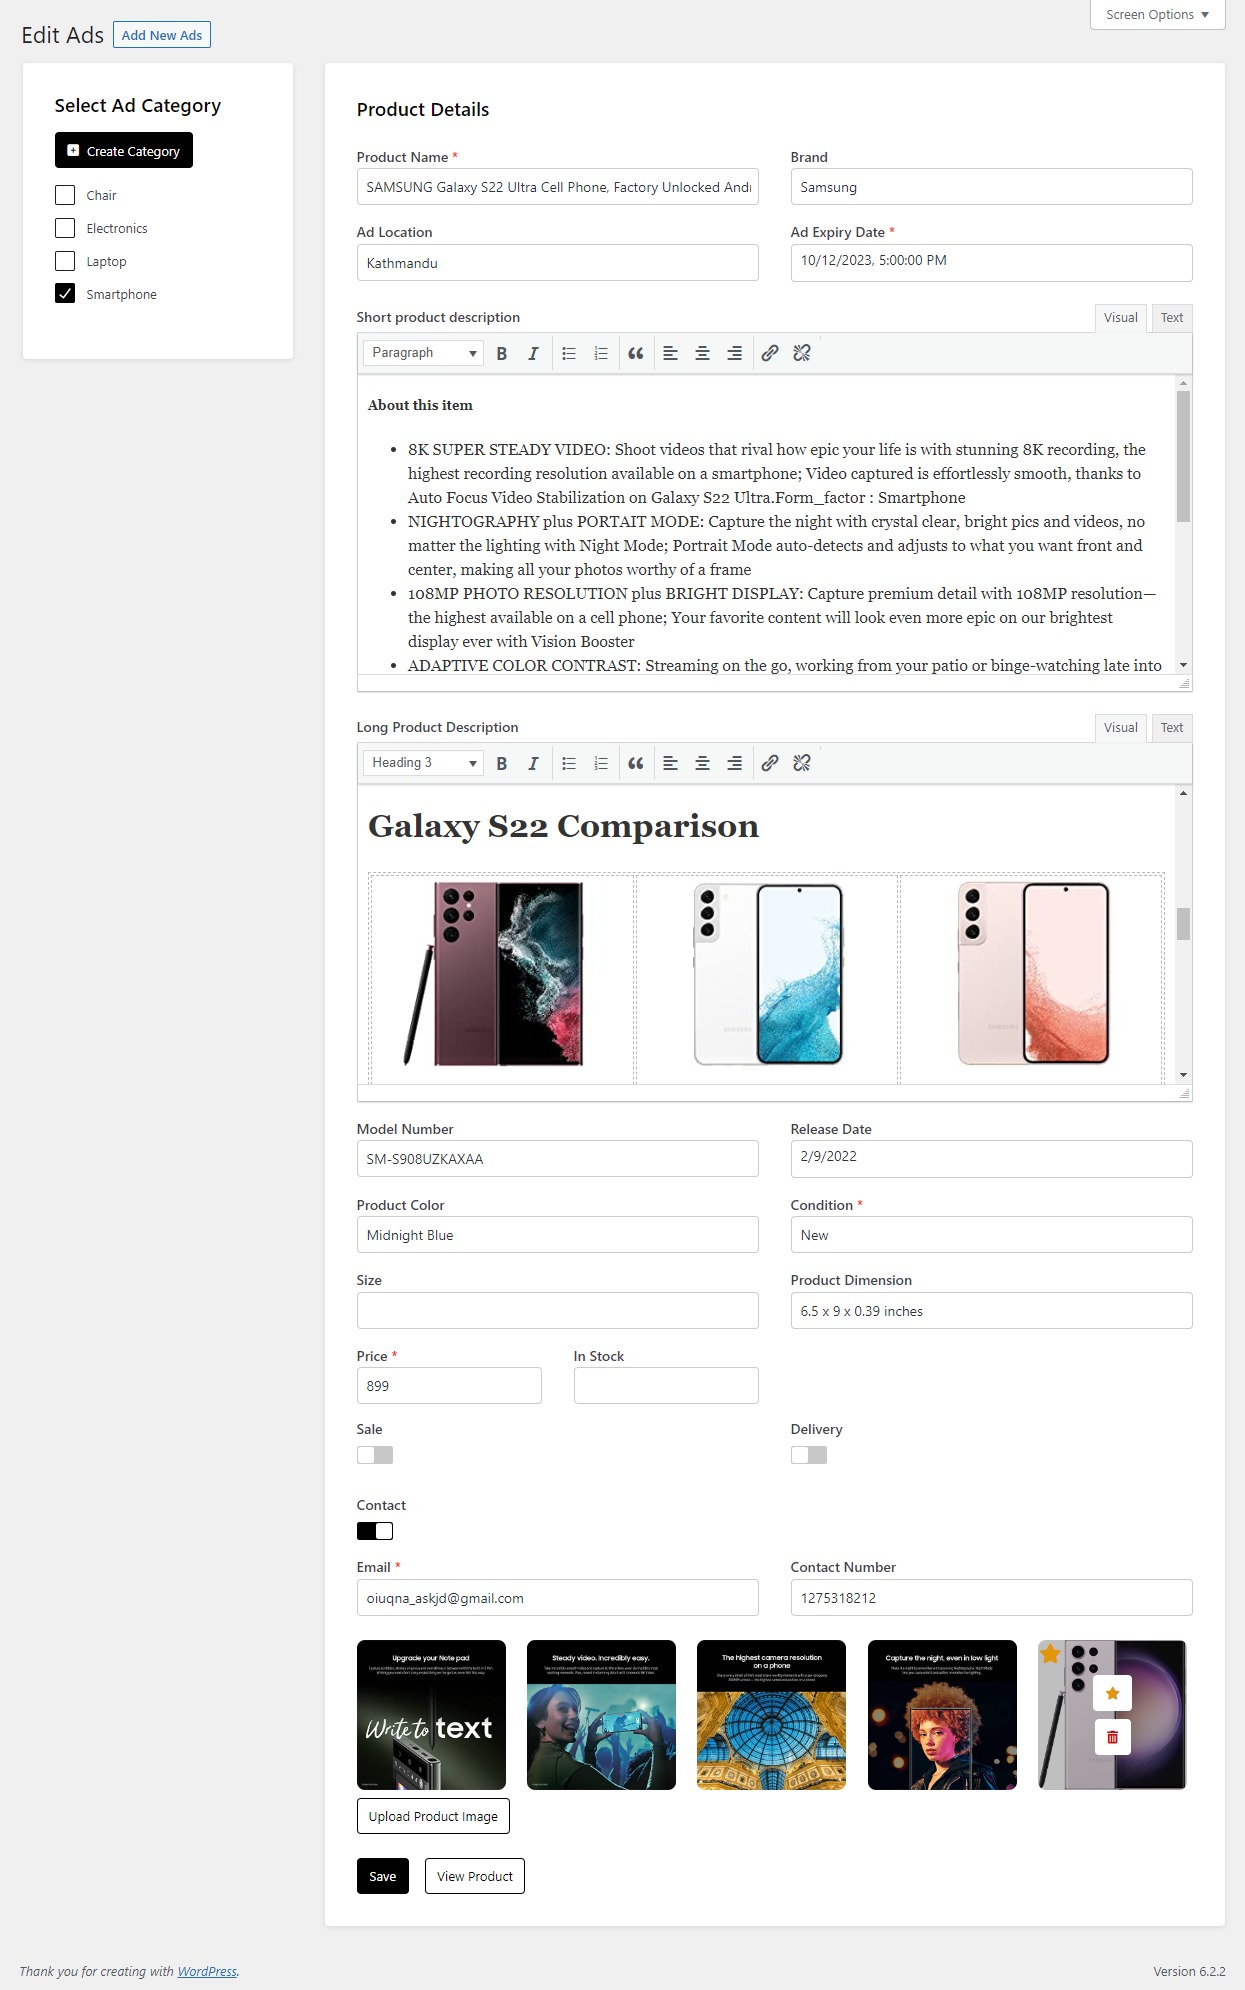 Screen Options
Edit Ads
Add New Ads
Select Ad Category
Create Category
Chair
Electronics
Laptop
Smartphone
Product Details
Product Name *
Brand
SAMSUNG Galaxy S22 Ultra Cell Phone, Factory Unlocked And
Samsung
Ad Location
Ad Expiry Date *
Kathmandu
10/12/2023, 5:00:00 PM
Short product description
Visual
Text
Paragraph
About this item
8K SUPER STEADY VIDEO: Shoot videos that rival how epic your life is with stunning 8K recording, the
highest recording resolution available on a smartphone; Video captured is effortlessly smooth, thanks to
Auto Focus Video Stabilization on Galaxy S22 Ultra.Form_factor : Smartphone
NIGHTOGRAPHY plus PORTAIT MODE: Capture the night with crystal clear, bright pics and videos, no
matter the lighting with Night Mode; Portrait Mode auto-detects and adjusts to what you want front and
center, making all your photos worthy of a frame
108MP PHOTO RESOLUTION plus BRIGHT DISPLAY: Capture premium detail with 108MP resolution—
the highest available on a cell phone; Your favorite content will look even more epic on our brightest
display ever with Vision Booster
ADAPTIVE COLOR CONTRAST: Streaming on the go, working from your patio or binge-watching late into
Long Product Description
Visual
Text
Heading 3
Galaxy S22 Comparison
Model Number
Release Date
SM-S908UZKAXAA
2/9/2022
Product Color
Condition *
Midnight Blue
New
Size
Product Dimension
6.5 x 9 x 0.39 inches
Price *
In Stock
899
Sale
Delivery
Contact
Email *
Contact Number
oiuqna_askjd@gmail.com
1275318212
Upgrade your Note pad
Write to text
Steady video. Incredibly easy.
The highest camera resolution
on a phone
Capture the night, even in low light
Upload Product Image
Save
View Product
Thank you for creating with WordPress.
Version 6.2.2